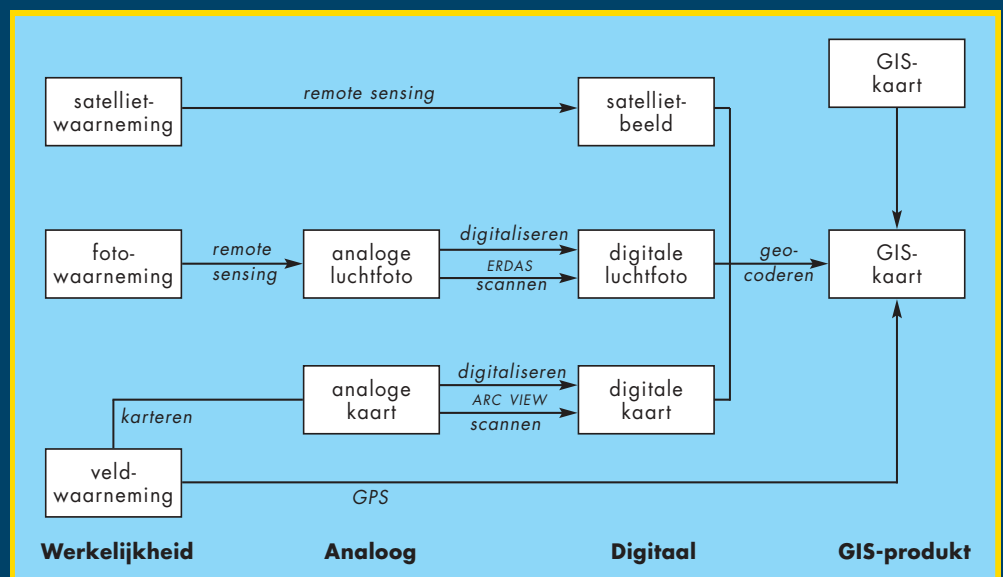 GIS-
kaart
satelliet-
waarneming
remote sensing
satelliet-
beeld
foto-
waarneming
remote
sensing
analoge
luchtfoto
digitaliseren
ERDAS
scannen
digitale
luchtfoto
geo-
coderen
GIS-
kaart
analoge
kaart
digitaliseren
ARC VIEW
scannen
digitale
kaart
karteren
veld-
waarneming
GPS
Werkelijkheid
Analoog
Digitaal
GIS-produkt